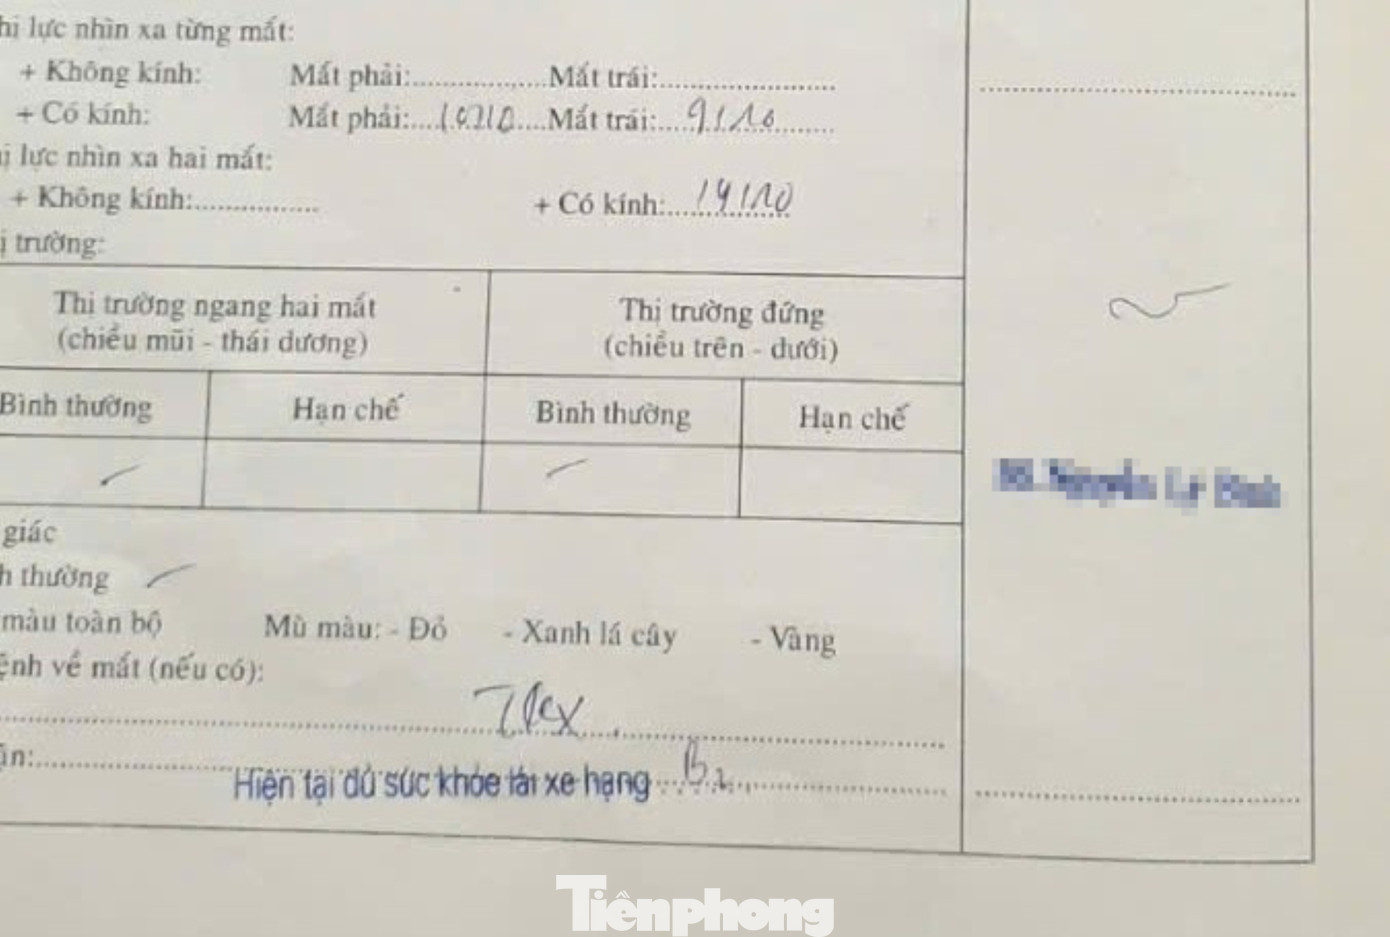 hị lực nhìn xa từng mắt:
+ Không kính: Mắt phải:.................. Mắt trái:........................
+ Có kính: Mắt phải:...10/10....Mắt trái:....9/10........
ị lực nhìn xa hai mắt:
+ Không kính:................. + Có kính:....19/10
ị trường:
Thị trường ngang hai mắt Thị trường đứng
(chiều mũi - thái dương) (chiều trên - dưới)
Bình thường Hạn chế Bình thường Hạn chế
giác
h thường
màu toàn bộ Mù màu: - Đỏ - Xanh lá cây - Vàng
ệnh về mắt (nếu có):
ận:
Hiện tại đủ sức khỏe lái xe hạng B2
Tiênphong